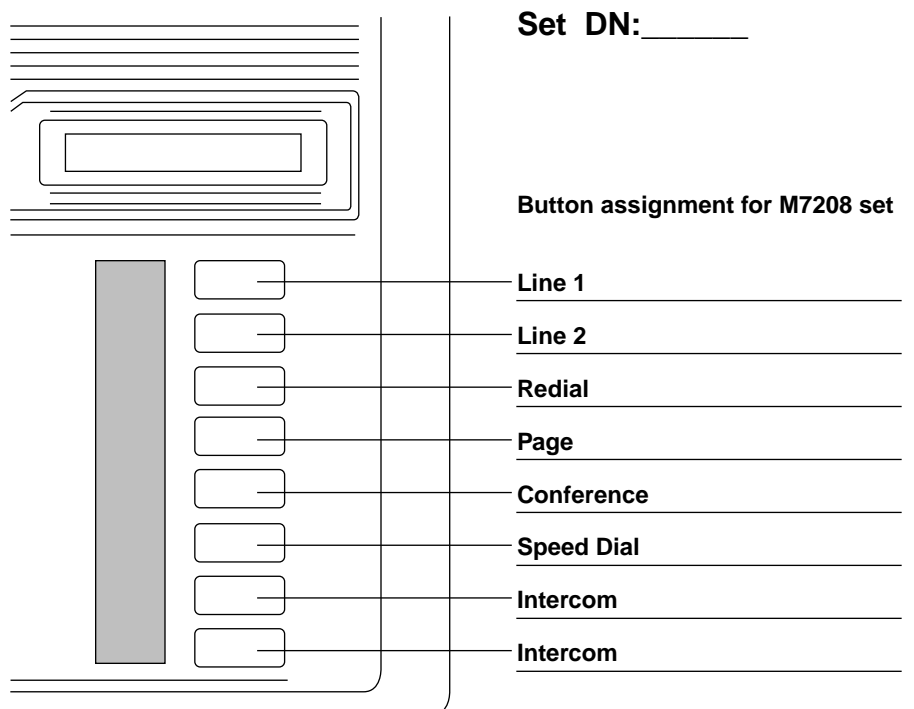 Set DN:______
Button assignment for M7208 set
Line 1
Line 2
Redial
Page
Conference
Speed Dial
Intercom
Intercom